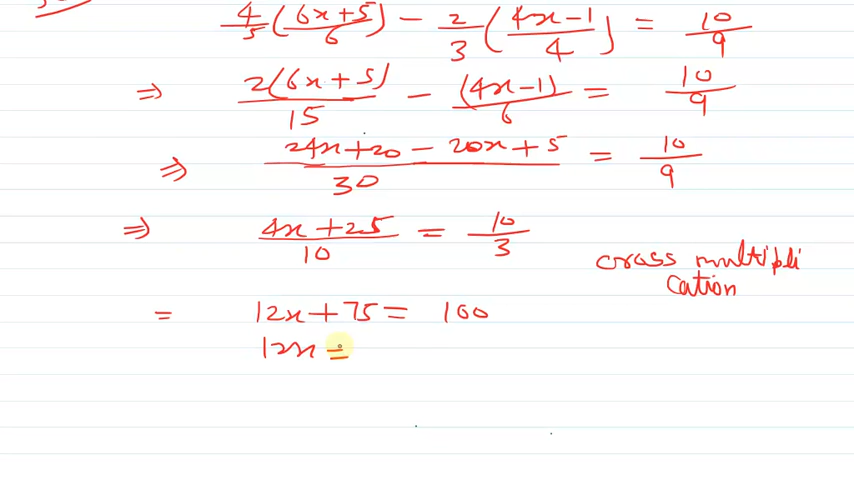 4/5 (6x+5/6) - 2/3 (4x-1/4) = 10/9
⇒ 2(6x+5)/15 - (4x-1)/6 = 10/9
⇒ 24x+20 - 20x+5/30 = 10/9
⇒ 4x+25/10 = 10/3
cross multipli
cation
= 12x+75 = 100
12x =